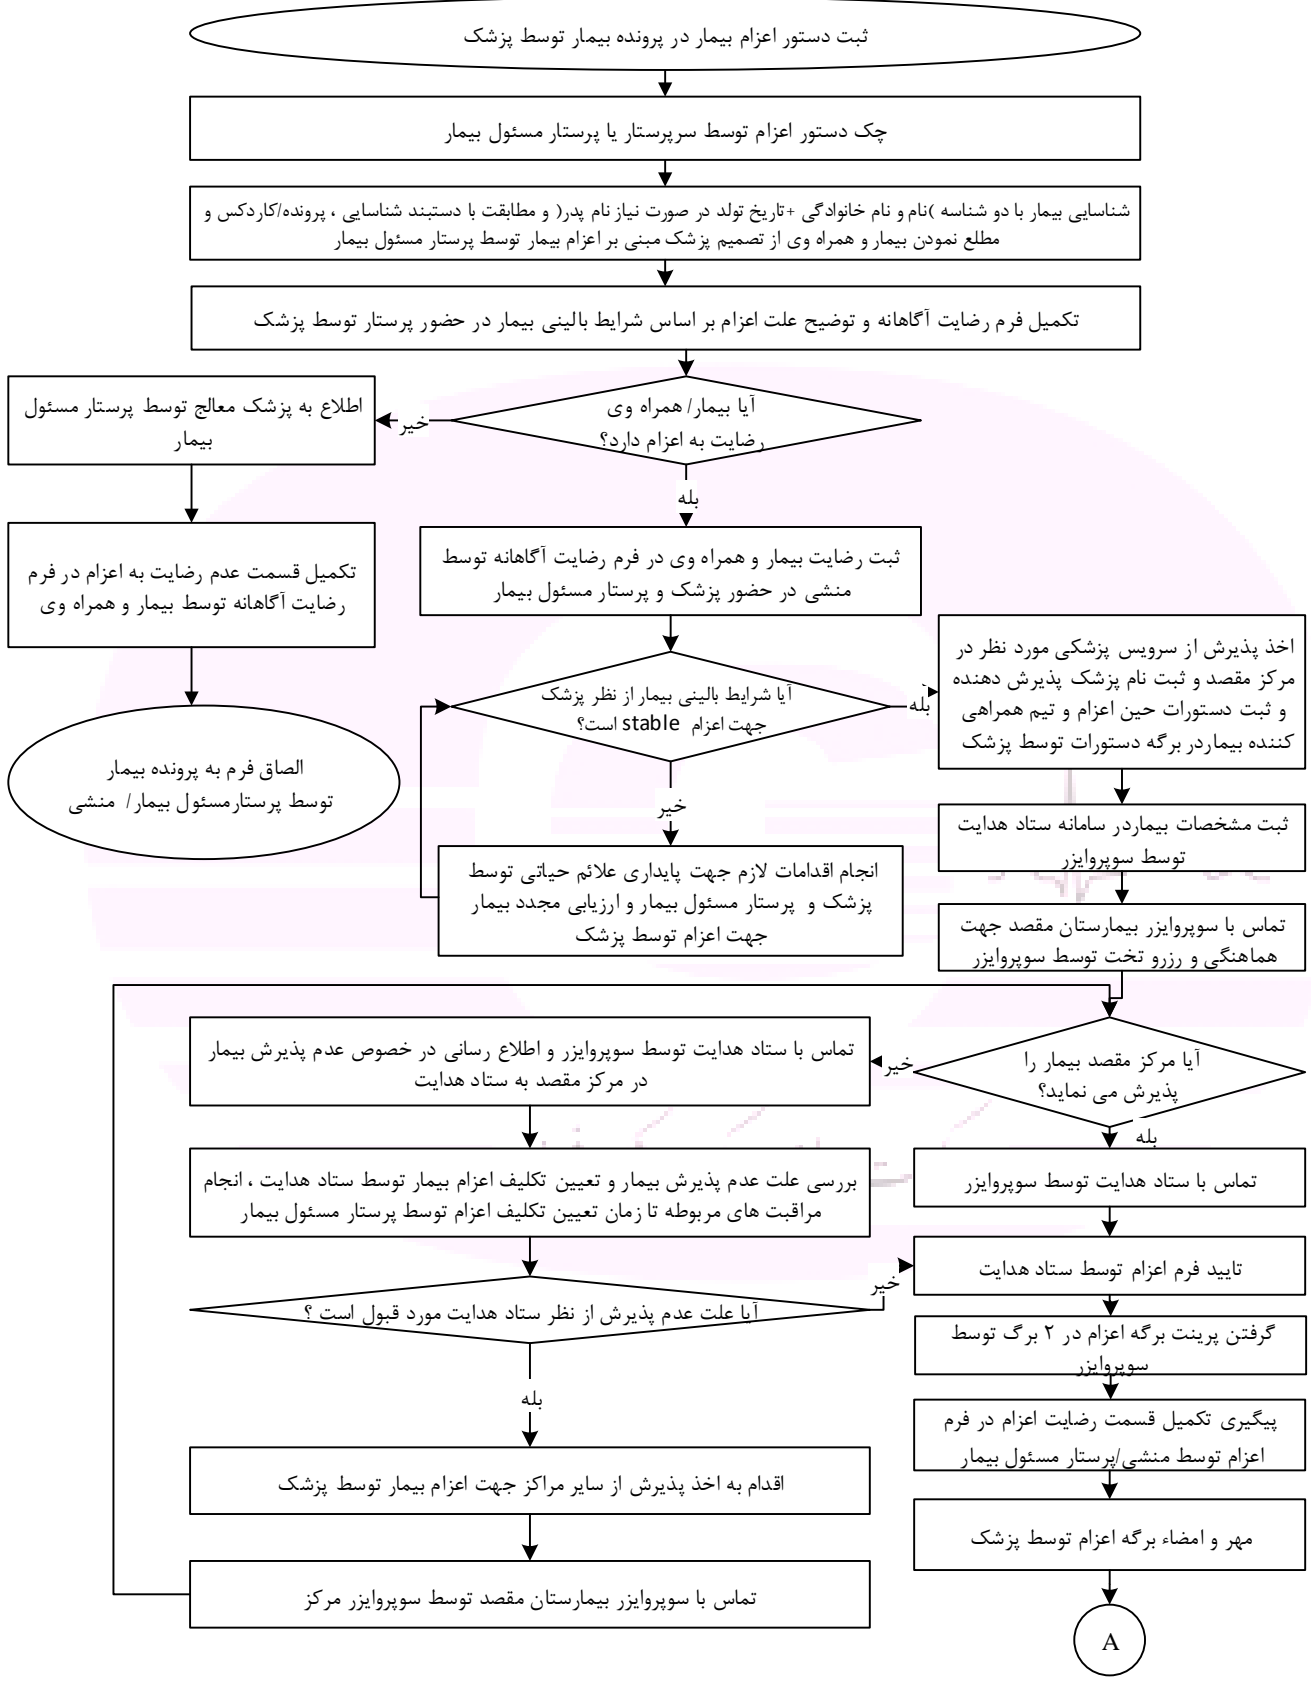 ثبت دستور اعزام بیمار در پرونده بیمار توسط پزشک
چک دستور اعزام توسط سرپرستار یا پرستار مسئول بیمار
شناسایی بیمار با دو شناسه )نام و نام خانوادگی +تاریخ تولد در صورت نیاز نام پدر( و مطابقت با دستبند شناسایی ، پرونده/کاردکس و
مطلع نمودن بیمار و همراه وی از تصمیم پزشک مبنی بر اعزام بیمار توسط پرستار مسئول بیمار
تکمیل فرم رضایت آگاهانه و توضیح علت اعزام بر اساس شرایط بالینی بیمار در حضور پرستار توسط پزشک
آیا بیمار/ همراه وی
رضایت به اعزام دارد؟
خیر
اطلاع به پزشک معالج توسط پرستار مسئول
بیمار
تکمیل قسمت عدم رضایت به اعزام در فرم
رضایت آگاهانه توسط بیمار و همراه وی
الصاق فرم به پرونده بیمار
توسط پرستارمسئول بیمار/ منشی
بله
ثبت رضایت بیمار و همراه وی در فرم رضایت آگاهانه توسط
منشی در حضور پزشک و پرستار مسئول بیمار
آیا شرایط بالینی بیمار از نظر پزشک
جهت اعزام stable است؟
خیر
انجام اقدامات لازم جهت پایداری علائم حیاتی توسط
پزشک و پرستار مسئول بیمار و ارزیابی مجدد بیمار
جهت اعزام توسط پزشک
بله
اخذ پذیرش از سرویس پزشکی مورد نظر در
مرکز مقصد و ثبت نام پزشک پذیرش دهنده
و ثبت دستورات حین اعزام و تیم همراهی
کننده بیماردر برگه دستورات توسط پزشک
ثبت مشخصات بیماردر سامانه ستاد هدایت
توسط سوپروایزر
تماس با سوپروایزر بیمارستان مقصد جهت
هماهنگی و رزرو تخت توسط سوپروایزر
آیا مرکز مقصد بیمار را
پذیرش می نماید؟
خیر
تماس با ستاد هدایت توسط سوپروایزر و اطلاع رسانی در خصوص عدم پذیرش بیمار
در مرکز مقصد به ستاد هدایت
بررسی علت عدم پذیرش بیمار و تعیین تکلیف اعزام بیمار توسط ستاد هدایت ، انجام
مراقبت های مربوطه تا زمان تعیین تکلیف اعزام توسط پرستار مسئول بیمار
آیا علت عدم پذیرش از نظر ستاد هدایت مورد قبول است ؟
خیر
بله
اقدام به اخذ پذیرش از سایر مراکز جهت اعزام بیمار توسط پزشک
تماس با سوپروایزر بیمارستان مقصد توسط سوپروایزر مرکز
بله
تماس با ستاد هدایت توسط سوپروایزر
تایید فرم اعزام توسط ستاد هدایت
گرفتن پرینت برگه اعزام در ۲ برگ توسط
سوپروایزر
پیگیری تکمیل قسمت رضایت اعزام در فرم
اعزام توسط منشی/پرستار مسئول بیمار
مهر و امضاء برگه اعزام توسط پزشک
A